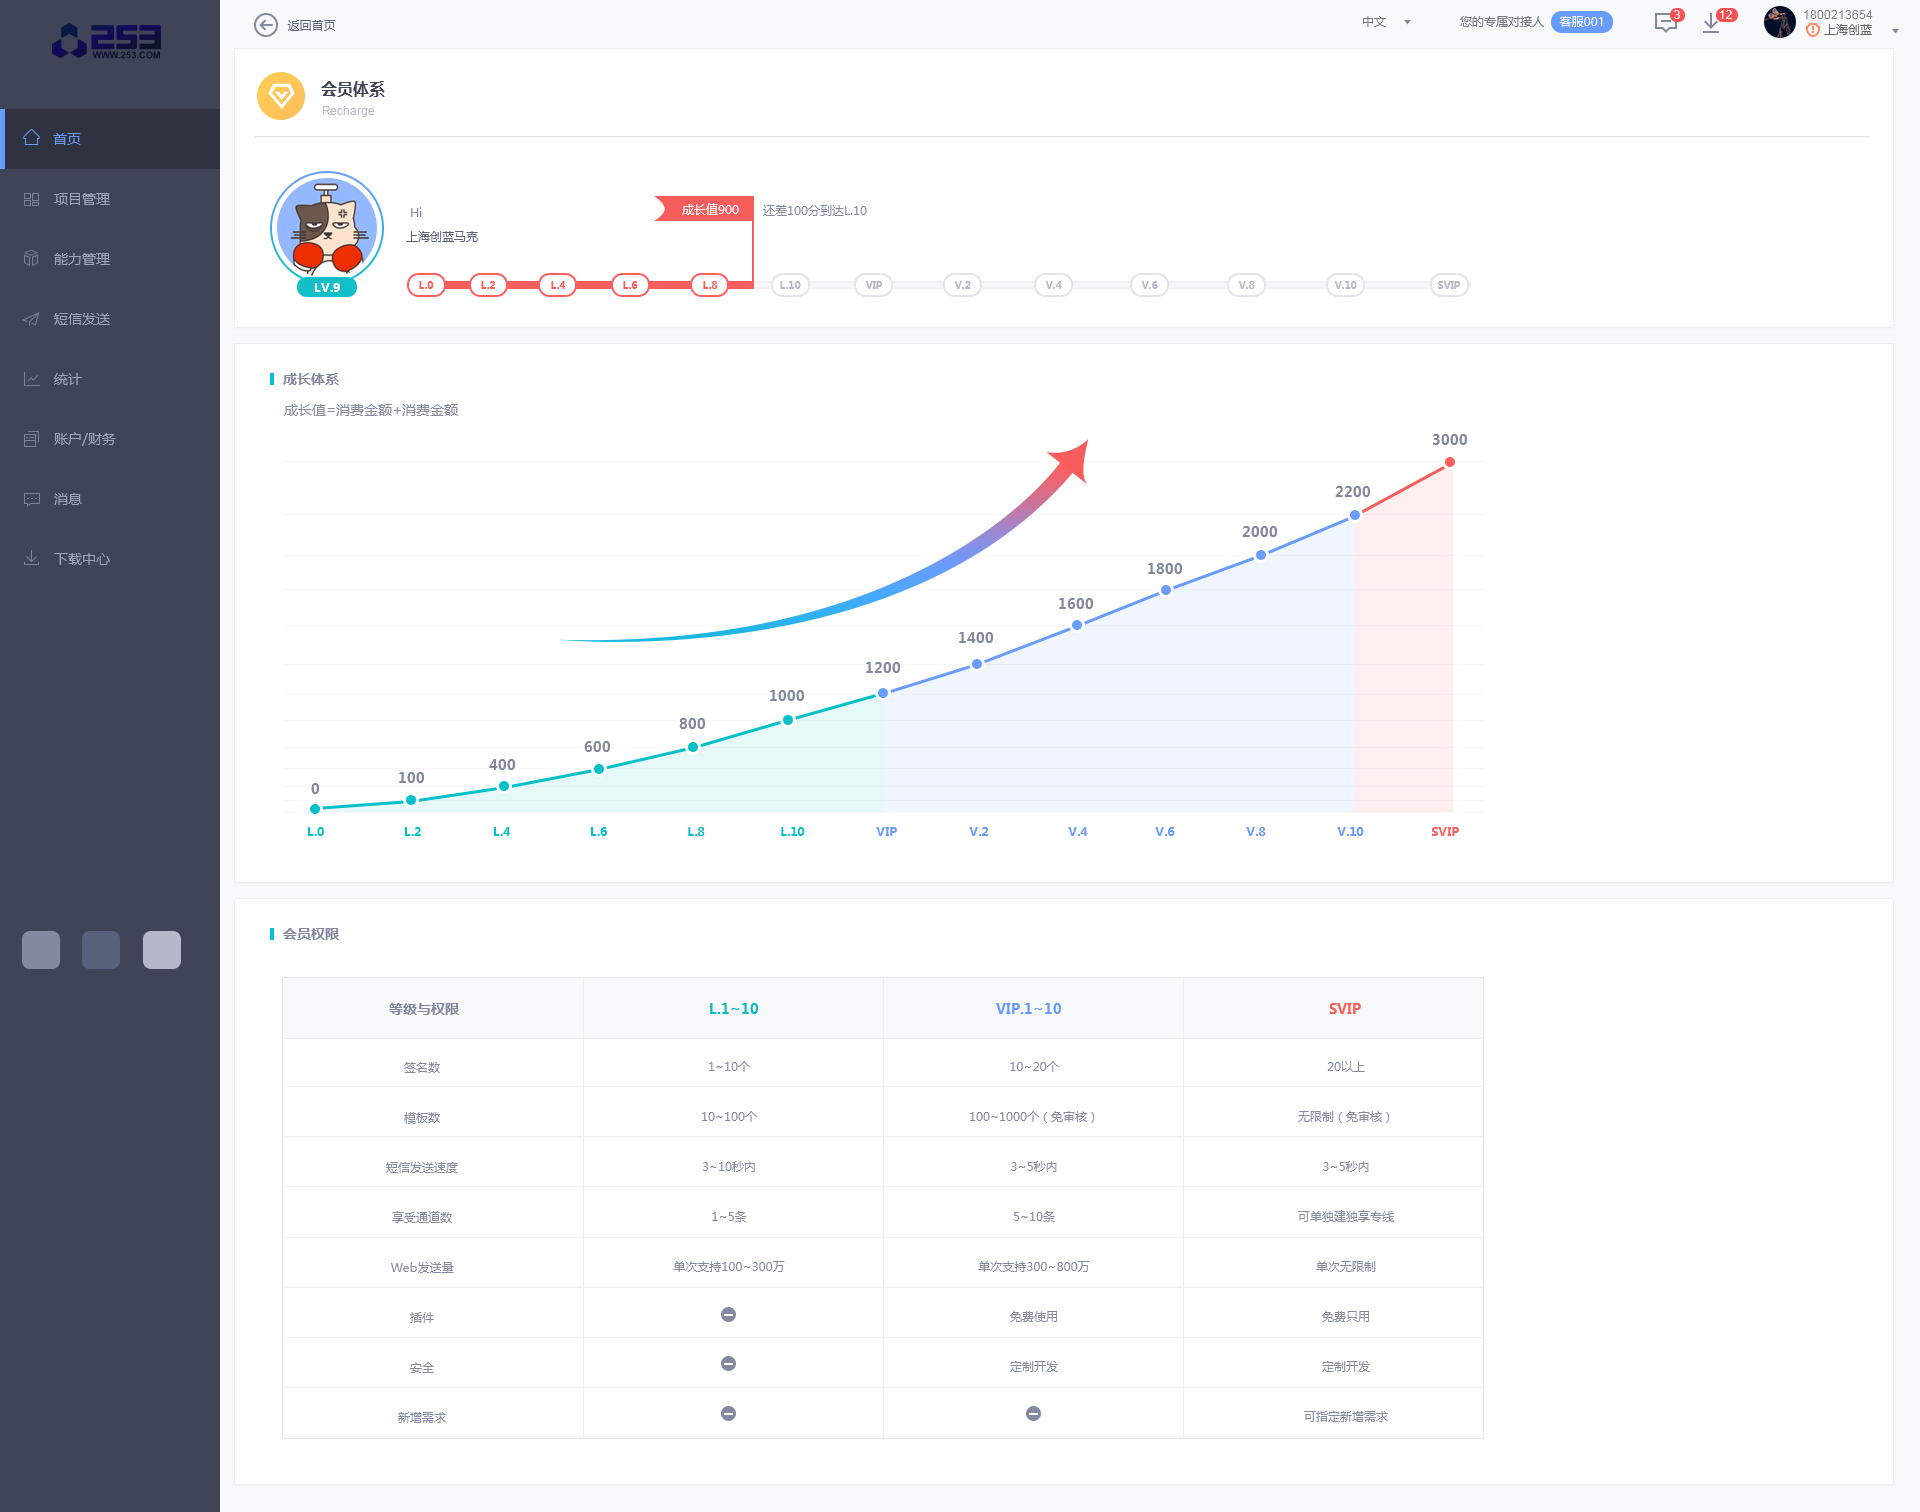 253
WWW.253.COM
首页
项目管理
能力管理
短信发送
统计
账户/财务
消息
下载中心
返回首页
中文
您的专属对接人 客服001
3
12
1800213654
上海创蓝
会员体系
Recharge
LV.9
Hi
上海创蓝马克
成长值900
还差100分到达L.10
L.0 L.2 L.4 L.6 L.8 L.10 VIP V.2 V.4 V.6 V.8 V.10 SVIP
成长体系
成长值=消费金额+消费金额
0 100 400 600 800 1000 1200 1400 1600 1800 2000 2200 3000
L.0 L.2 L.4 L.6 L.8 L.10 VIP V.2 V.4 V.6 V.8 V.10 SVIP
会员权限
等级与权限 L.1~10 VIP.1~10 SVIP
签名数 1~10个 10~20个 20以上
模板数 10~100个 100~1000个（免审核） 无限制（免审核）
短信发送速度 3~10秒内 3~5秒内 3~5秒内
享受通道数 1~5条 5~10条 可单独建独享专线
Web发送量 单次支持100~300万 单次支持300~800万 单次无限制
插件 免费使用 免费只用
安全 定制开发 定制开发
新增需求 可指定新增需求